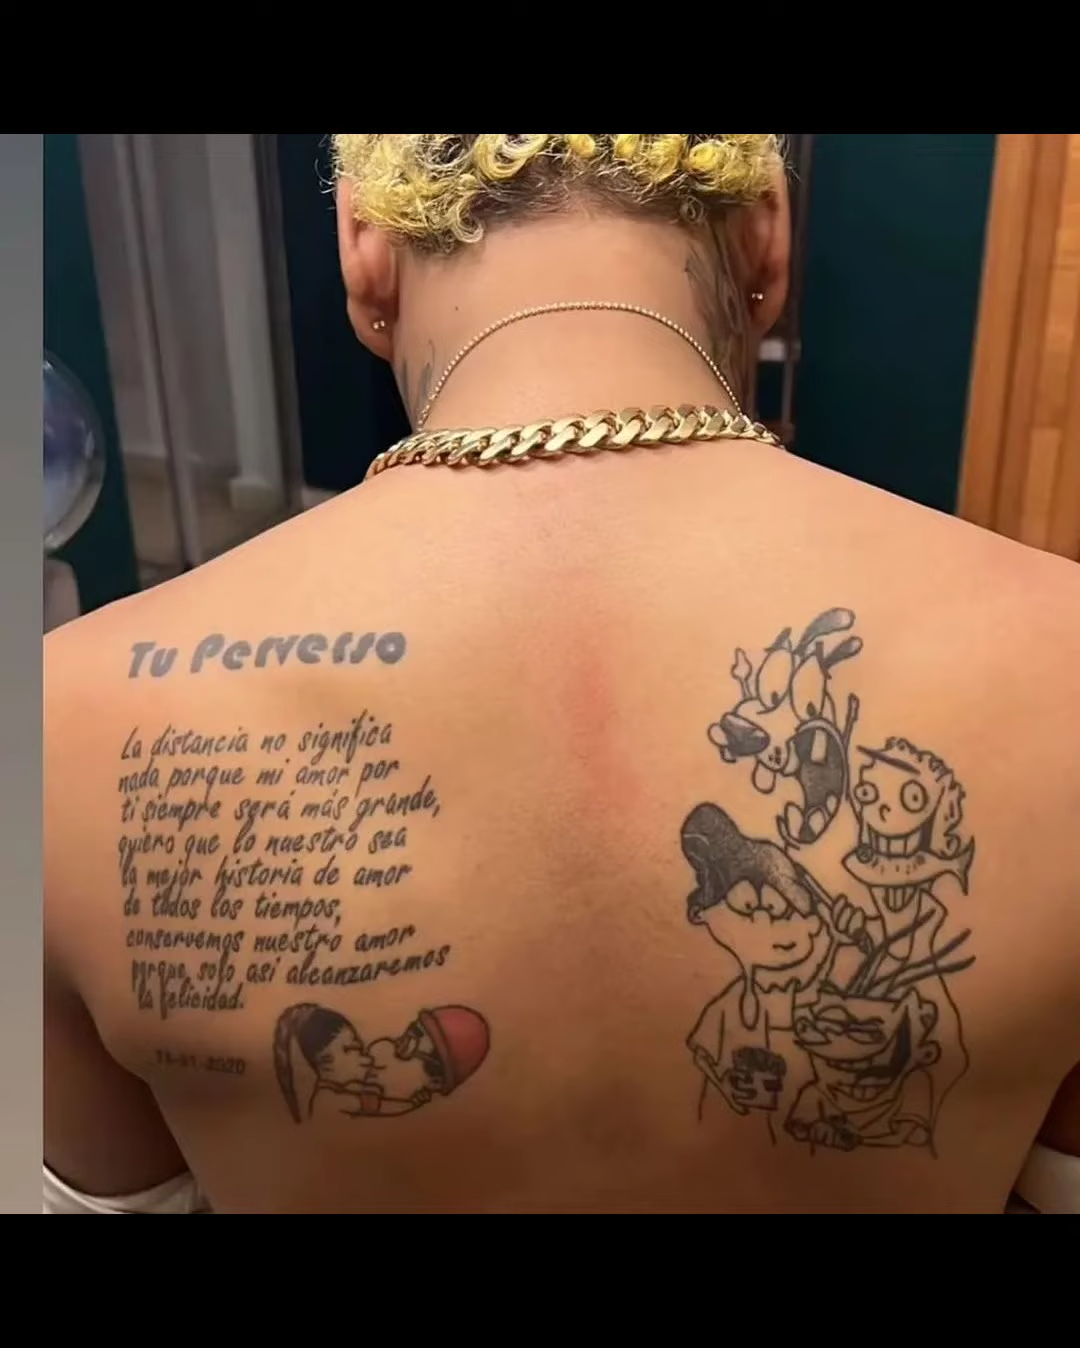 Tu Perverso
La distancia no significa
nada porque mi amor por
ti siempre será más grande,
quiero que lo nuestro sea
la mejor historia de amor
de todos los tiempos,
conservemos nuestro amor
porque solo así alcanzaremos
la felicidad.